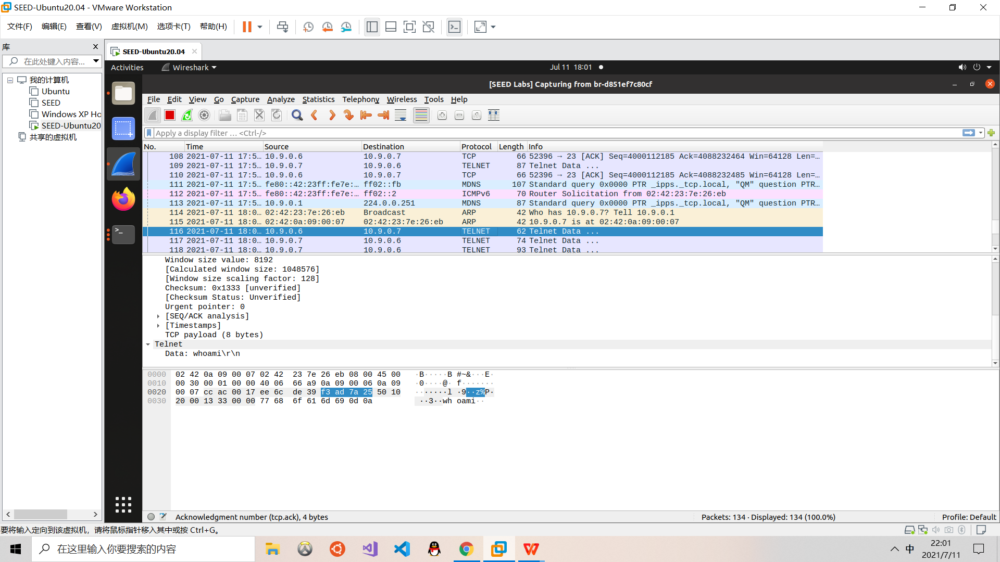 SEED-Ubuntu20.04 - VMware Workstation
文件(F) 编辑(E) 查看(V) 虚拟机(M) 选项卡(T) 帮助(H)
库
在此处键入内容...
我的计算机
Ubuntu
SEED
Windows XP Ho
SEED-Ubuntu20
共享的虚拟机
SEED-Ubuntu20.04
Activities Wireshark Jul 11 18:01
[SEED Labs] Capturing from br-d851ef7c80cf
File Edit View Go Capture Analyze Statistics Telephony Wireless Tools Help
Apply a display filter … <Ctrl-/>
No. Time Source Destination Protocol Length Info
108 2021-07-11 17:5… 10.9.0.6 10.9.0.7 TCP 66 52396 → 23 [ACK] Seq=4000112185 Ack=4088232464 Win=64128 Len=…
109 2021-07-11 17:5… 10.9.0.7 10.9.0.6 TELNET 87 Telnet Data ...
110 2021-07-11 17:5… 10.9.0.6 10.9.0.7 TCP 66 52396 → 23 [ACK] Seq=4000112185 Ack=4088232485 Win=64128 Len=…
111 2021-07-11 17:5… fe80::42:23ff:fe7e:… ff02::fb MDNS 107 Standard query 0x0000 PTR _ipps._tcp.local, "QM" question PTR…
112 2021-07-11 17:5… fe80::42:23ff:fe7e:… ff02::2 ICMPv6 70 Router Solicitation from 02:42:23:7e:26:eb
113 2021-07-11 17:5… 10.9.0.1 224.0.0.251 MDNS 87 Standard query 0x0000 PTR _ipps._tcp.local, "QM" question PTR…
114 2021-07-11 18:0… 02:42:23:7e:26:eb Broadcast ARP 42 Who has 10.9.0.7? Tell 10.9.0.1
115 2021-07-11 18:0… 02:42:0a:09:00:07 02:42:23:7e:26:eb ARP 42 10.9.0.7 is at 02:42:0a:09:00:07
116 2021-07-11 18:0… 10.9.0.6 10.9.0.7 TELNET 62 Telnet Data ...
117 2021-07-11 18:0… 10.9.0.7 10.9.0.6 TELNET 74 Telnet Data ...
118 2021-07-11 18:0… 10.9.0.7 10.9.0.6 TELNET 93 Telnet Data ...
Window size value: 8192
[Calculated window size: 1048576]
[Window size scaling factor: 128]
Checksum: 0x1333 [unverified]
[Checksum Status: Unverified]
Urgent pointer: 0
[SEQ/ACK analysis]
[Timestamps]
TCP payload (8 bytes)
Telnet
Data: whoami\r\n
0000 02 42 0a 09 00 07 02 42 23 7e 26 eb 08 00 45 00 ·B·····B #~&···E·
0010 00 30 00 01 00 00 40 06 66 a9 0a 09 00 06 0a 09 ·0····@· f·······
0020 00 07 cc ac 00 17 ee 6c de 39 f3 ad 7a 25 50 10 ·······l ·9··z%P·
0030 20 00 13 33 00 00 77 68 6f 61 6d 69 0d 0a ··3··wh oami··
Acknowledgment number (tcp.ack), 4 bytes Packets: 134 · Displayed: 134 (100.0%) Profile: Default
要将输入定向到该虚拟机，请将鼠标指针移入其中或按 Ctrl+G。
在这里输入你要搜索的内容
中
22:01
2021/7/11